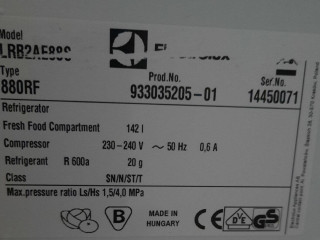 Model
LRB2AE88S
Electrolux
Type
Prod.No.
Ser.No.
880RF
933035205-01
14450071
Refrigerator
Fresh Food Compartment 142 l
Compressor 230-240 V ~ 50 Hz 0,6 A
Refrigerant R 600a 20 g
Class SN/N/ST/T
Max.pressure ratio Ls/Hs 1,5/4,0 MPa
B
MADE IN
HUNGARY
VDE
GS